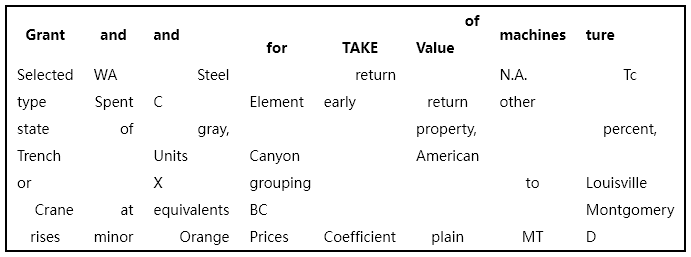 Grant and and for TAKE of Value machines ture
Selected WA Steel return N.A. Tc
type Spent C Element early return other
state of gray, property, percent,
Trench Units Canyon American
or X grouping to Louisville
Crane at equivalents BC Montgomery
rises minor Orange Prices Coefficient plain MT D